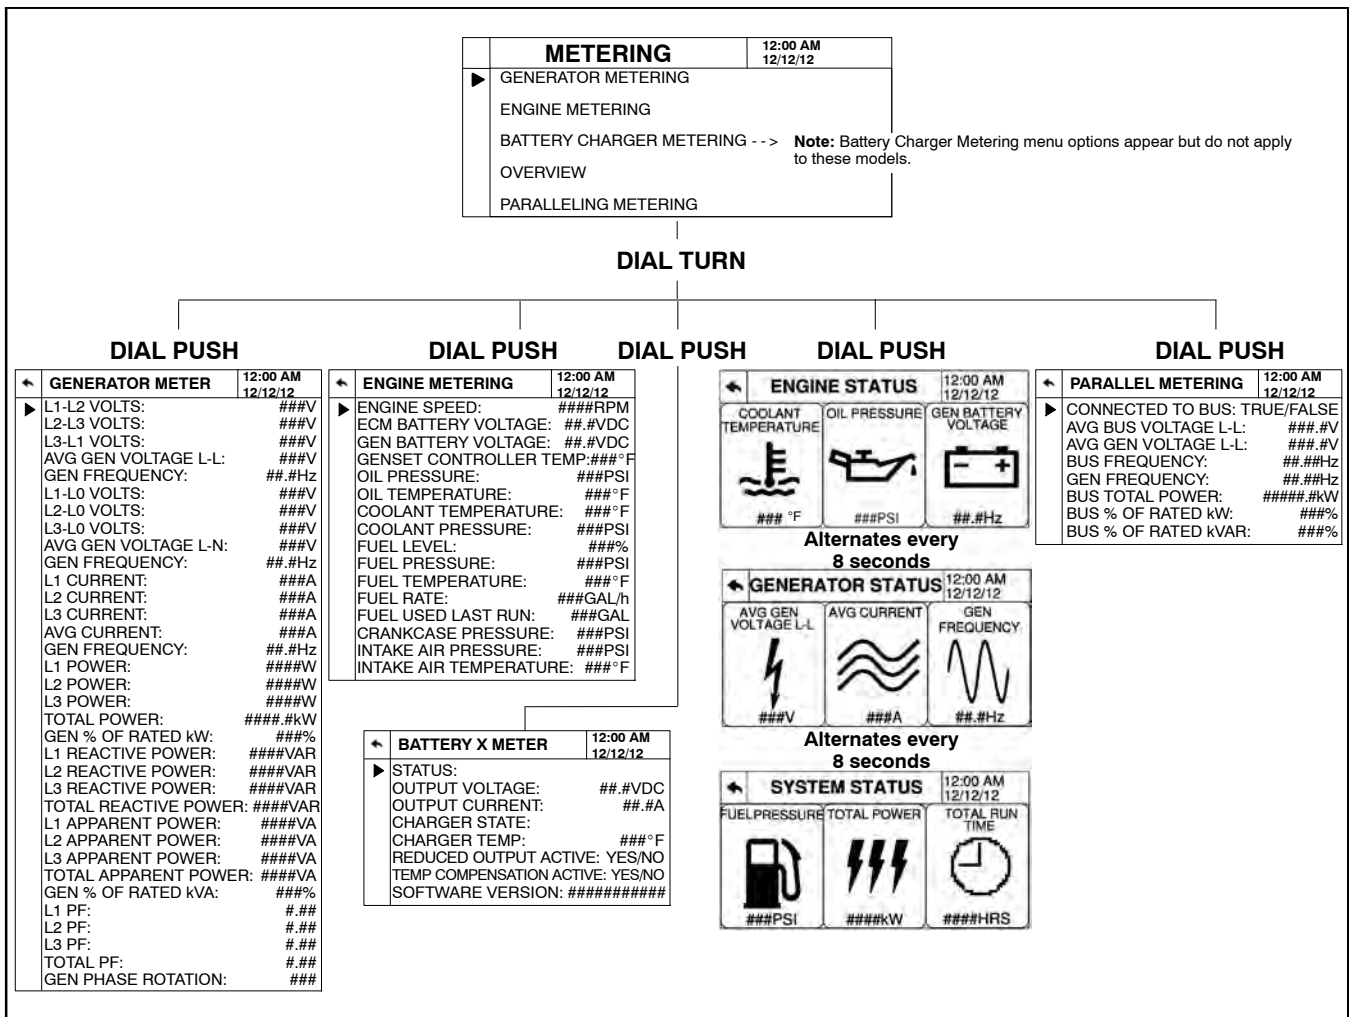 METERING 12:00 AM
12/12/12
GENERATOR METERING
ENGINE METERING
BATTERY CHARGER METERING - - > Note: Battery Charger Metering menu options appear but do not apply
to these models.
OVERVIEW
PARALLELING METERING
DIAL TURN
DIAL PUSH DIAL PUSH DIAL PUSH DIAL PUSH DIAL PUSH
GENERATOR METER 12:00 AM
12/12/12
L1-L2 VOLTS: ###V
L2-L3 VOLTS: ###V
L3-L1 VOLTS: ###V
AVG GEN VOLTAGE L-L: ###V
GEN FREQUENCY: ##.#Hz
L1-L0 VOLTS: ###V
L2-L0 VOLTS: ###V
L3-L0 VOLTS: ###V
AVG GEN VOLTAGE L-N: ###V
GEN FREQUENCY: ##.#Hz
L1 CURRENT: ###A
L2 CURRENT: ###A
L3 CURRENT: ###A
AVG CURRENT: ###A
GEN FREQUENCY: ##.#Hz
L1 POWER: ####W
L2 POWER: ####W
L3 POWER: ####W
TOTAL POWER: ####.#kW
GEN % OF RATED kW: ###%
L1 REACTIVE POWER: ####VAR
L2 REACTIVE POWER: ####VAR
L3 REACTIVE POWER: ####VAR
TOTAL REACTIVE POWER: ####VAR
L1 APPARENT POWER: ####VA
L2 APPARENT POWER: ####VA
L3 APPARENT POWER: ####VA
TOTAL APPARENT POWER: ####VA
GEN % OF RATED kVA: ###%
L1 PF: #.##
L2 PF: #.##
L3 PF: #.##
TOTAL PF: #.##
GEN PHASE ROTATION: ###
ENGINE METERING 12:00 AM
12/12/12
ENGINE SPEED: ####RPM
ECM BATTERY VOLTAGE: ##.#VDC
GEN BATTERY VOLTAGE: ##.#VDC
GENSET CONTROLLER TEMP:###°F
OIL PRESSURE: ###PSI
OIL TEMPERATURE: ###°F
COOLANT TEMPERATURE: ###°F
COOLANT PRESSURE: ###PSI
FUEL LEVEL: ###%
FUEL PRESSURE: ###PSI
FUEL TEMPERATURE: ###°F
FUEL RATE: ###GAL/h
FUEL USED LAST RUN: ###GAL
CRANKCASE PRESSURE: ###PSI
INTAKE AIR PRESSURE: ###PSI
INTAKE AIR TEMPERATURE: ###°F
BATTERY X METER 12:00 AM
12/12/12
STATUS:
OUTPUT VOLTAGE: ##.#VDC
OUTPUT CURRENT: ##.#A
CHARGER STATE:
CHARGER TEMP: ###°F
REDUCED OUTPUT ACTIVE: YES/NO
TEMP COMPENSATION ACTIVE: YES/NO
SOFTWARE VERSION: ###########
ENGINE STATUS 12:00 AM
12/12/12
COOLANT TEMPERATURE
OIL PRESSURE
GEN BATTERY VOLTAGE
### °F ###PSI ##.#Hz
Alternates every
8 seconds
GENERATOR STATUS 12:00 AM
12/12/12
AVG GEN VOLTAGE L-L
AVG CURRENT
GEN FREQUENCY
###V ###A ##.#Hz
Alternates every
8 seconds
SYSTEM STATUS 12:00 AM
12/12/12
FUELPRESSURE
TOTAL POWER
TOTAL RUN TIME
###PSI ####kW ####HRS
PARALLEL METERING 12:00 AM
12/12/12
CONNECTED TO BUS: TRUE/FALSE
AVG BUS VOLTAGE L-L: ###.#V
AVG GEN VOLTAGE L-L: ###.#V
BUS FREQUENCY: ##.##Hz
GEN FREQUENCY: ##.##Hz
BUS TOTAL POWER: #####.#kW
BUS % OF RATED kW: ###%
BUS % OF RATED kVAR: ###%